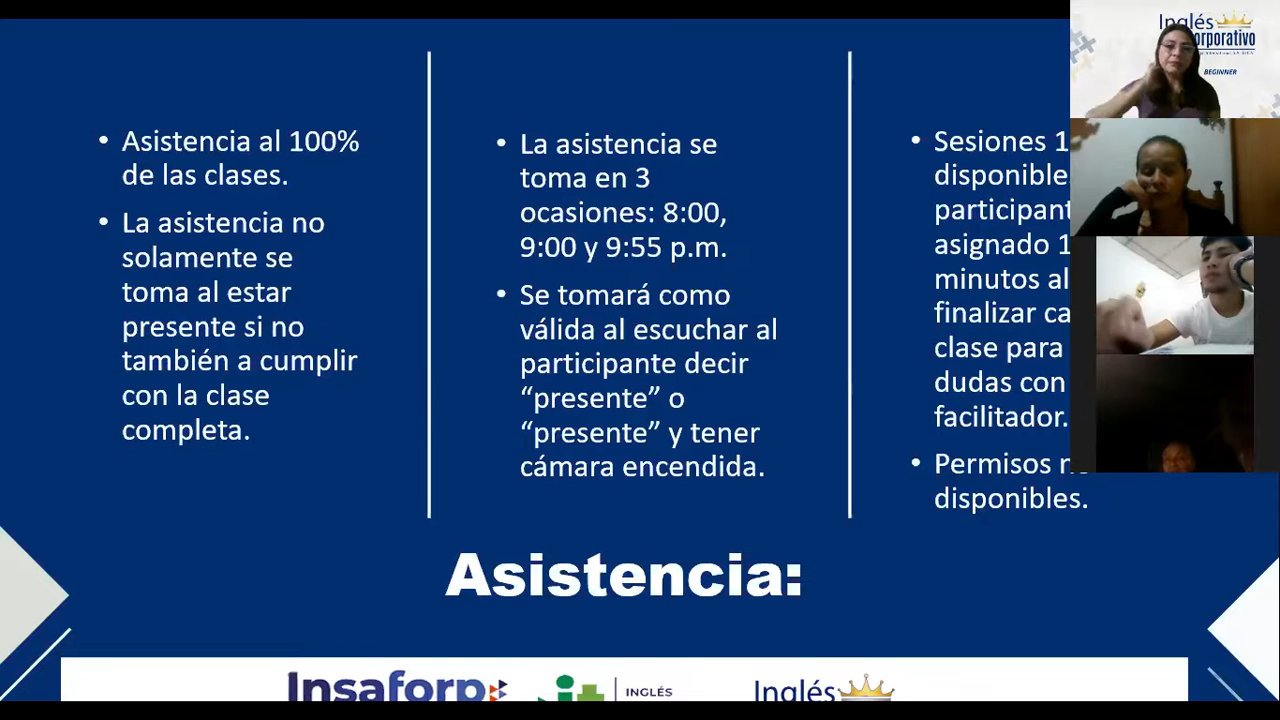 • Asistencia al 100%
de las clases.
• La asistencia no
solamente se
toma al estar
presente si no
también a cumplir
con la clase
completa.
• La asistencia se
toma en 3
ocasiones: 8:00,
9:00 y 9:55 p.m.
• Se tomará como
válida al escuchar al
participante decir
“presente” o
“presente” y tener
cámara encendida.
• Sesiones 1
disponible
participant
asignado 1
minutos al
finalizar ca
clase para
dudas con
facilitador.
• Permisos n
disponibles.
Asistencia:
Insaforp
INGLÉS
Inglés
Inglés
orporativo
BEGINNER